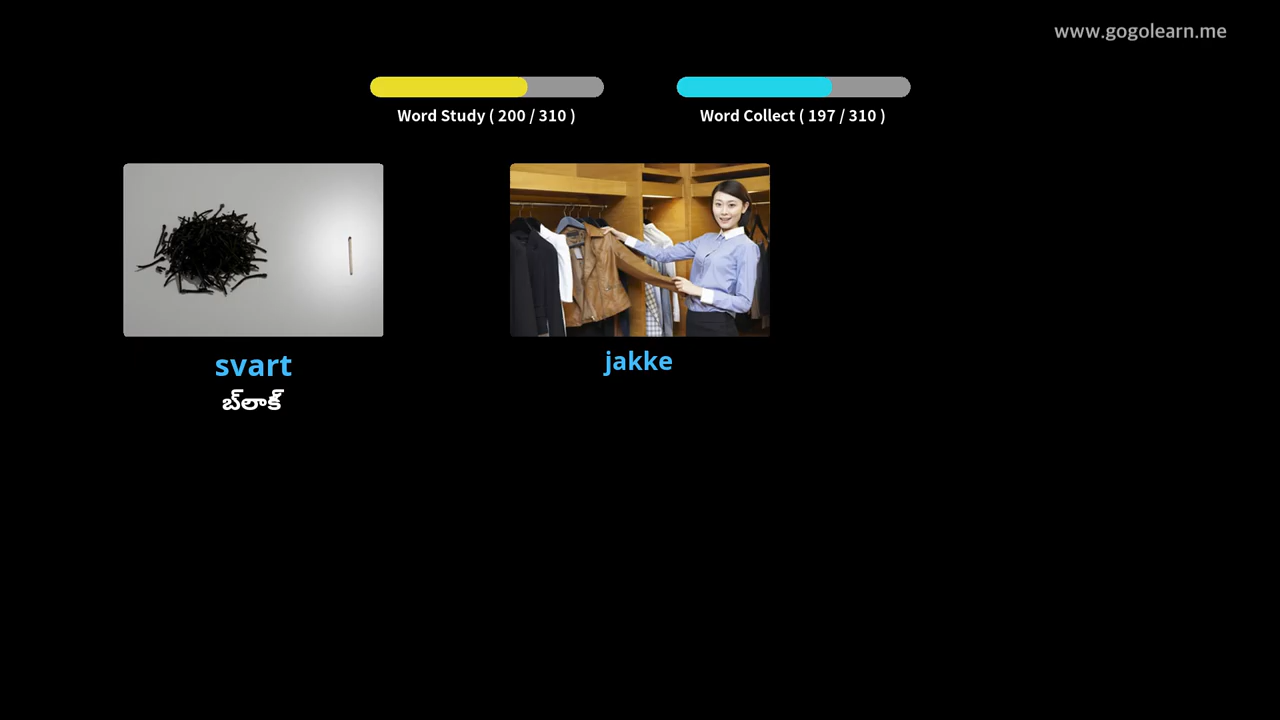 www.gogolearn.me
Word Study ( 200 / 310 )
Word Collect ( 197 / 310 )
svart
బ్‌లాక్
jakke